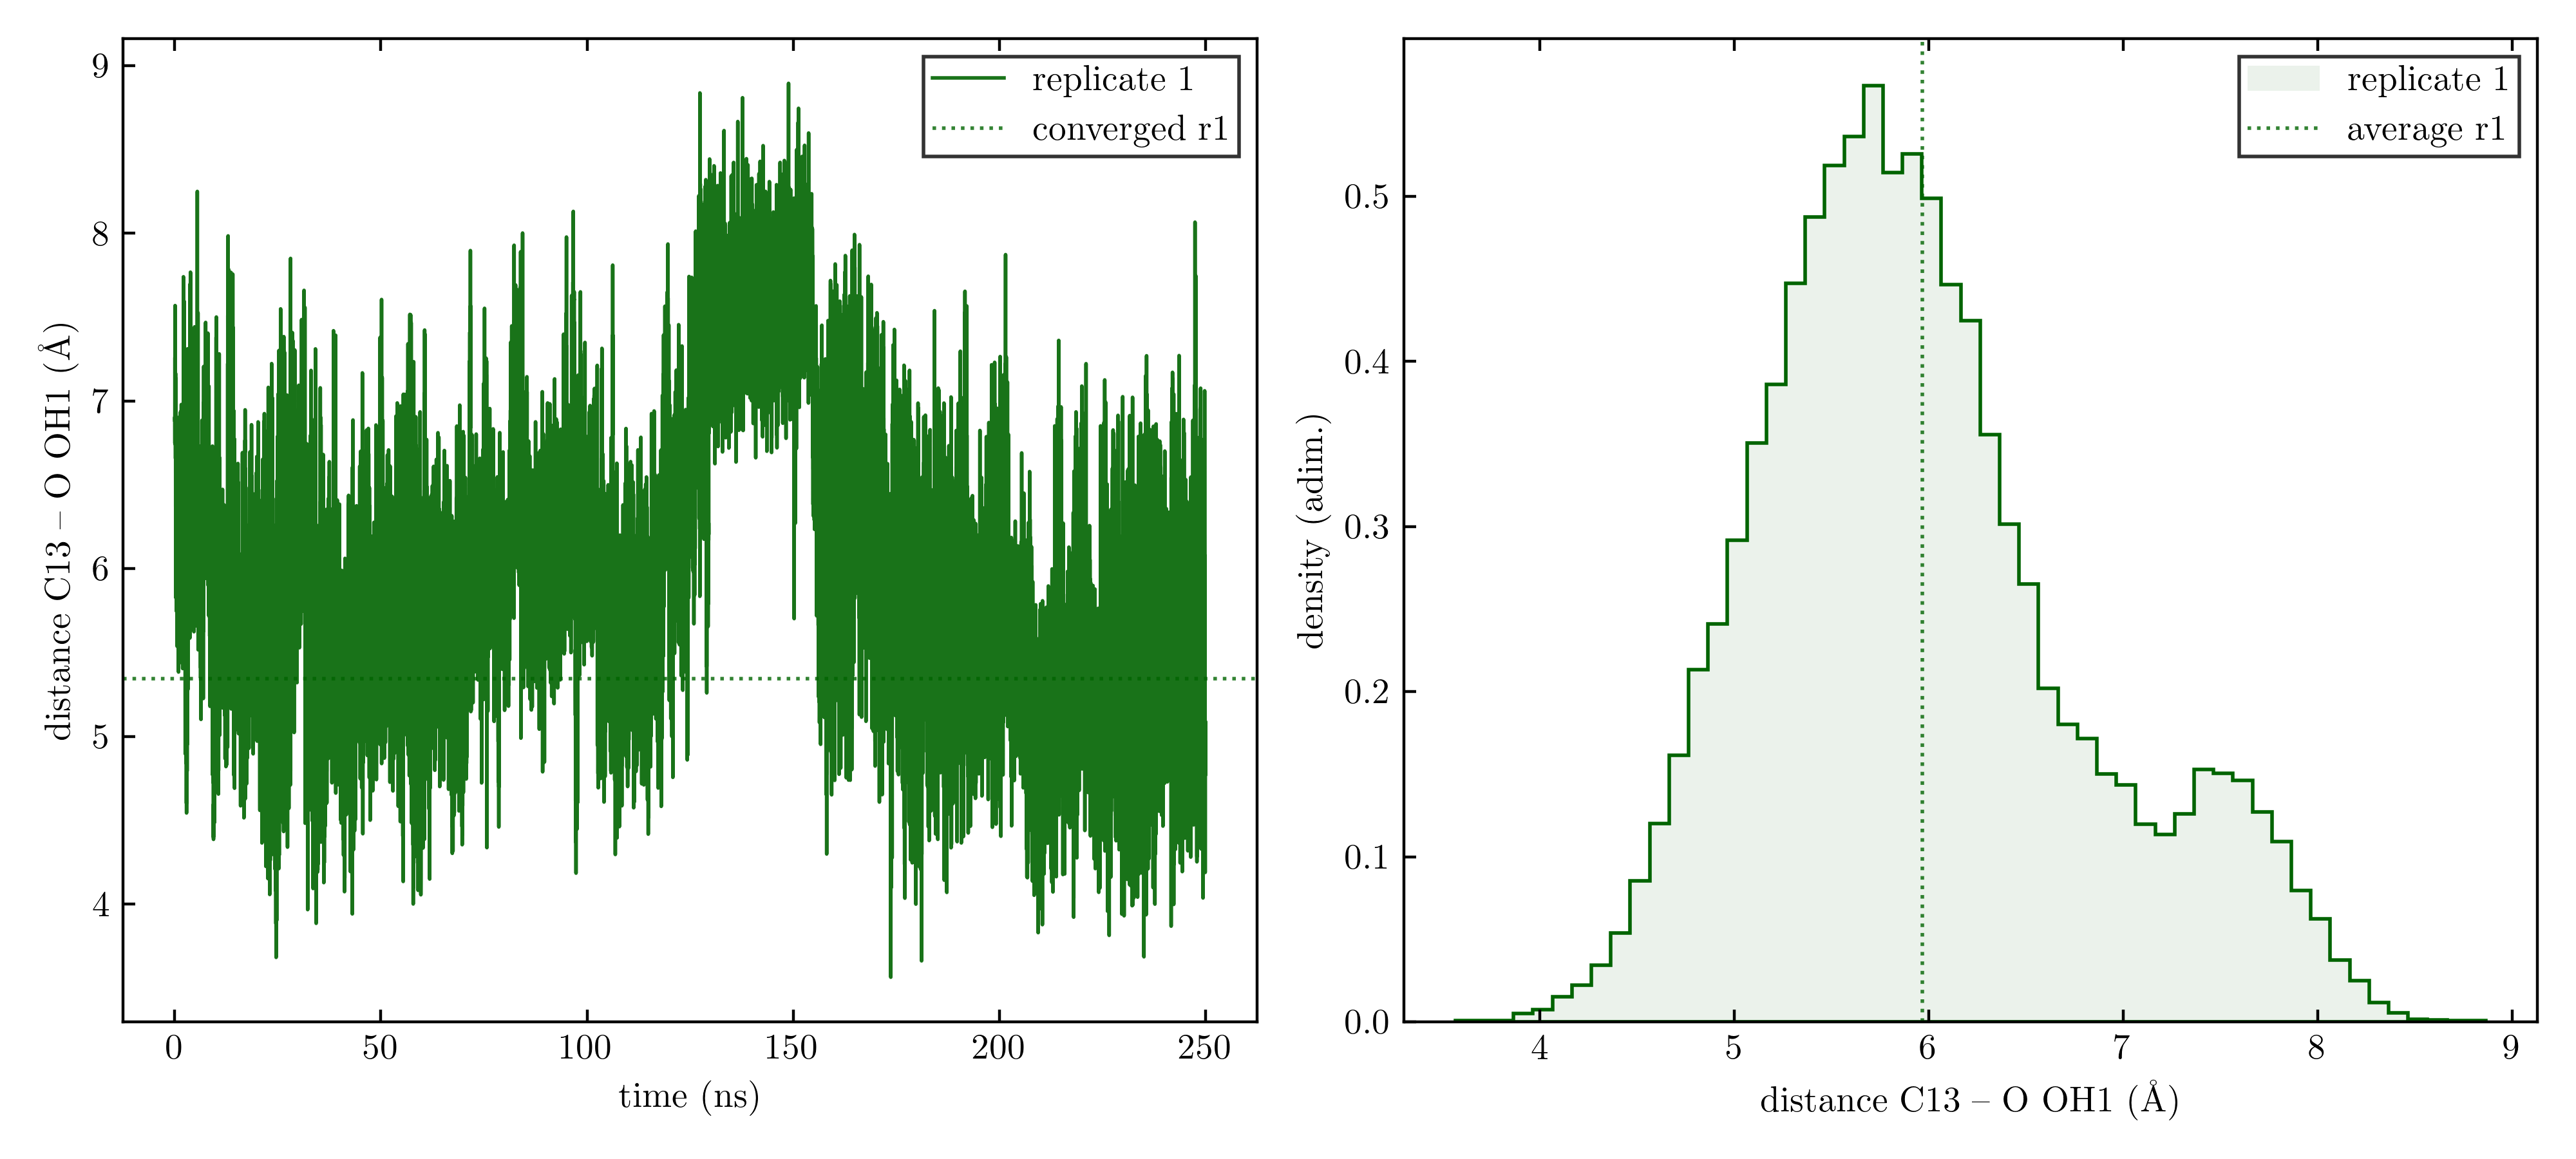 9
8
7
6
5
4
distance C13 – O OH1 (Å)
replicate 1
converged r1
0 50 100 150 200 250
time (ns)
0.5
0.4
0.3
0.2
0.1
0.0
density (adim.)
replicate 1
average r1
4 5 6 7 8 9
distance C13 – O OH1 (Å)